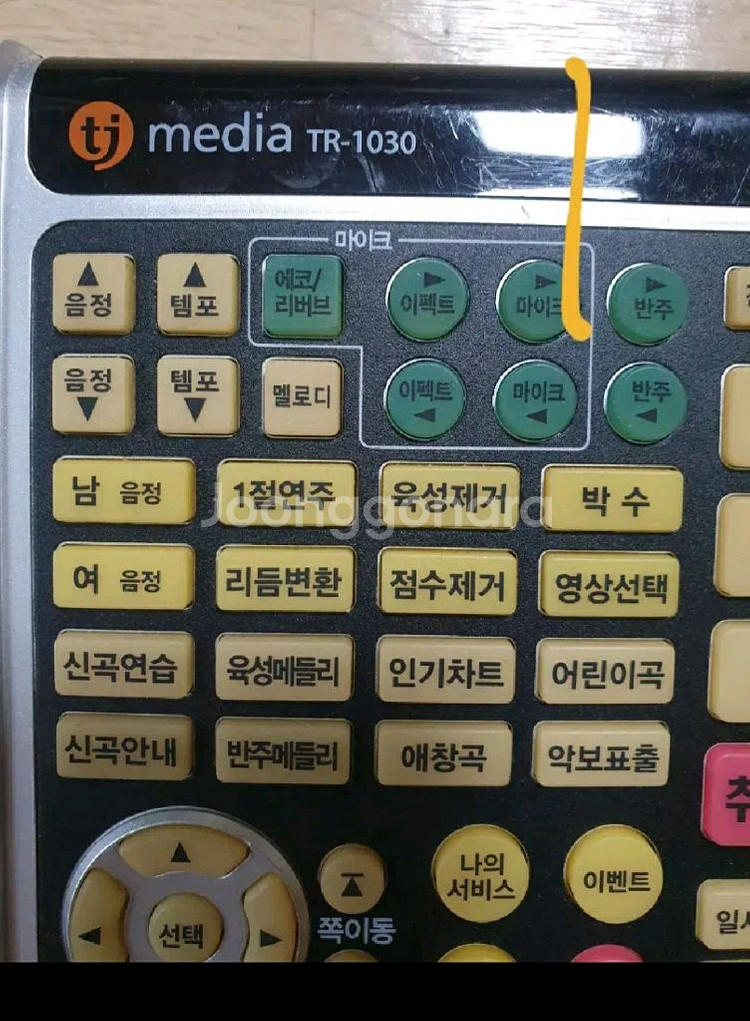 tj media TR-1030
마이크
▲ 음정
▲ 템포
에코/
리버브
▶ 이펙트
▶ 마이크
▶ 반주
음정 ▼
템포 ▼
멜로디
이펙트 ◀
마이크 ◀
반주 ◀
남 음정
1절연주
육성제거
박 수
Joonggonara
여 음정
리듬변환
점수제거
영상선택
신곡연습
육성메들리
인기차트
어린이곡
신곡안내
반주메들리
애창곡
악보표출
▲
◀ 선택 ▶
쪽이동
나의
서비스
이벤트